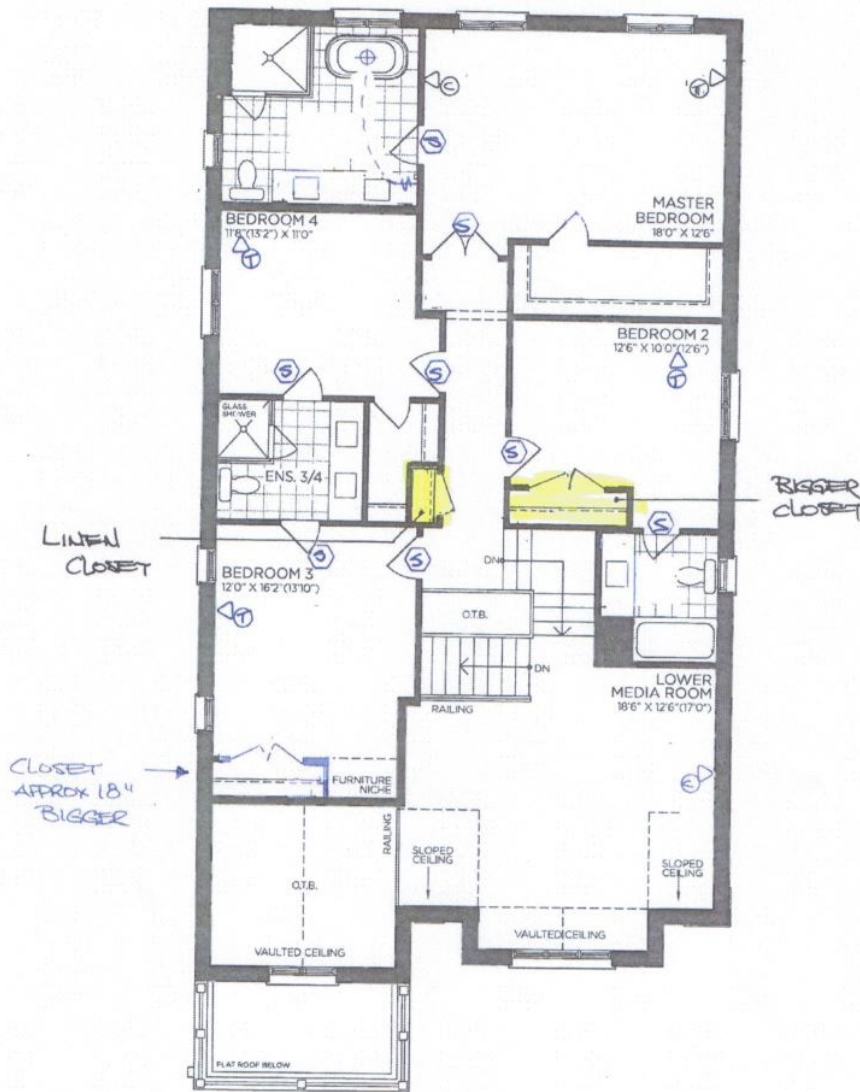 C
T
S
MASTER
BEDROOM
18'0" X 12'6"
S
BEDROOM 4
11'8"(13'2") X 11'0"
T
BEDROOM 2
12'6" X 10'0"(12'6")
T
S
S
GLASS
SHOWER
S
ENS. 3/4
BIGGER
CLOSET
LINEN
CLOSET
S
S
S
BEDROOM 3
12'0" X 16'2"(13'10")
T
DN
O.T.B.
DN
RAILING
LOWER
MEDIA ROOM
18'6" X 12'6"(17'0")
CLOSET
APPROX 18"
BIGGER
FURNITURE
NICHE
RAILING
SLOPED
CEILING
SLOPED
CEILING
O.T.B.
VAULTED CEILING
VAULTED CEILING
FLAT ROOF BELOW